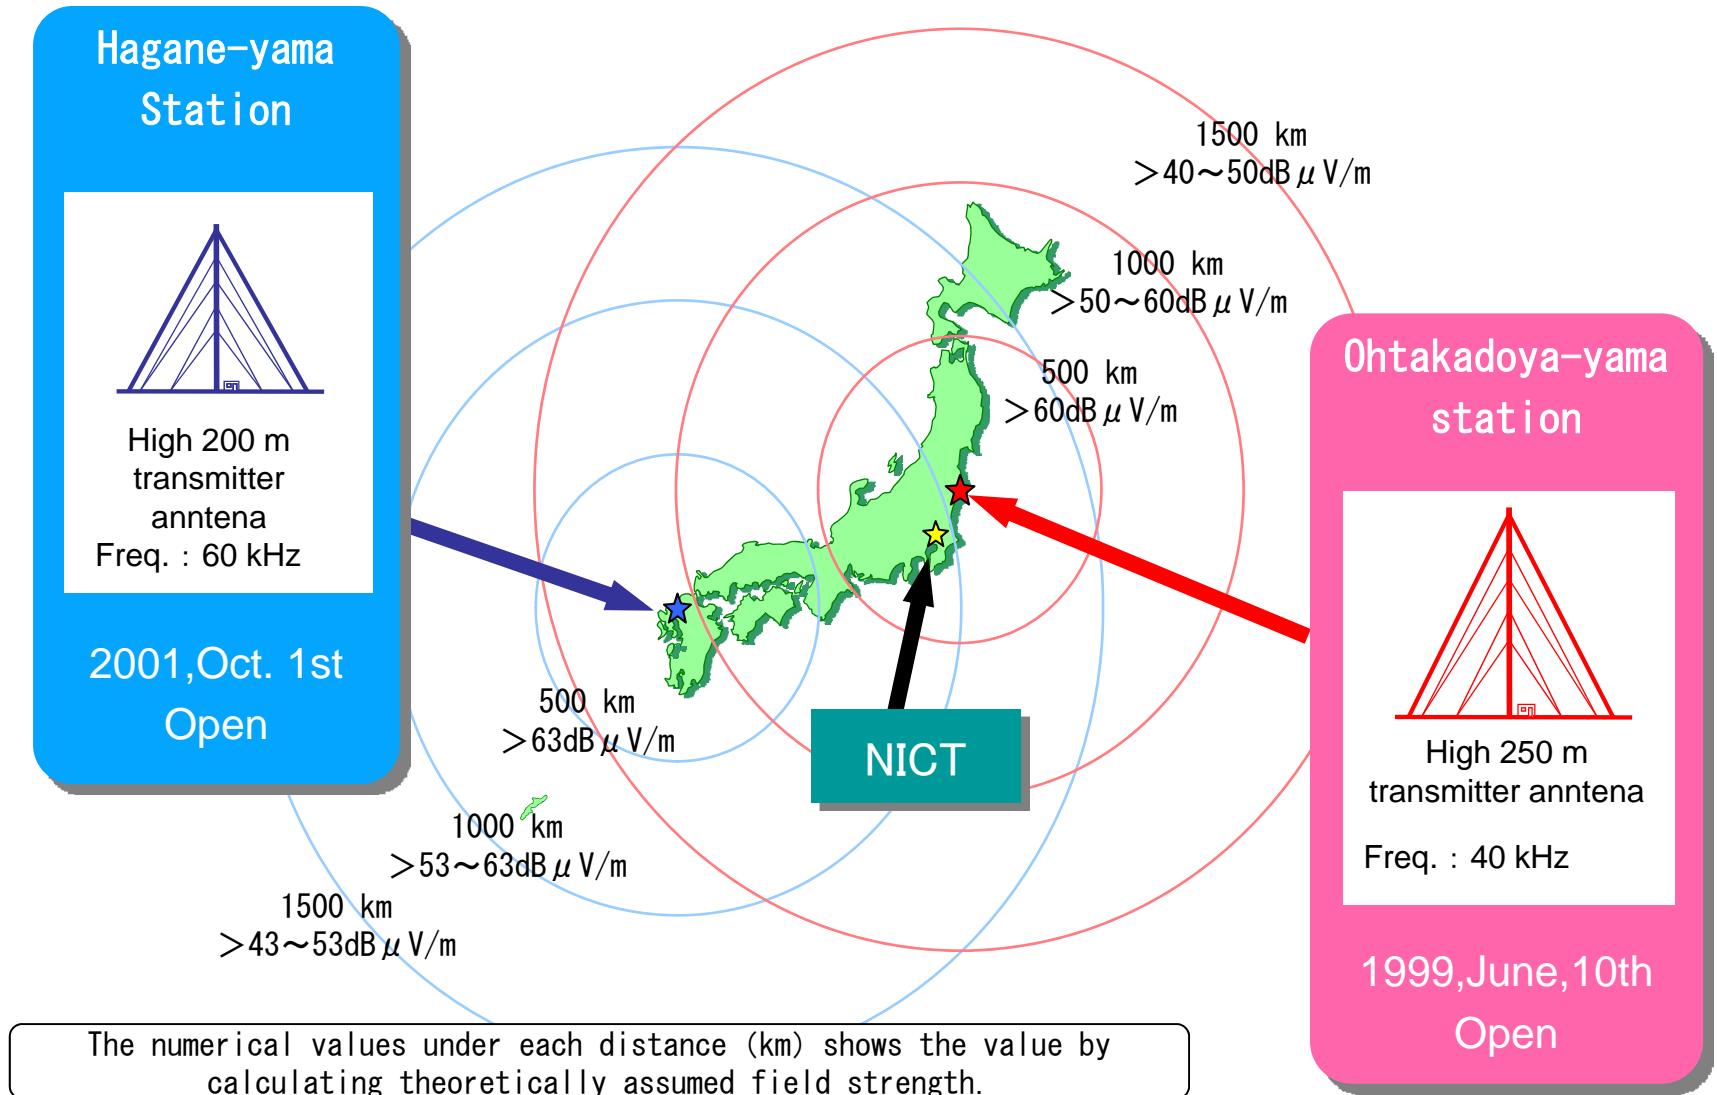 Hagane-yama
Station
High 200 m
transmitter
anntena
Freq. : 60 kHz
2001,Oct. 1st
Open
1500 km
>40~50dBμV/m
1000 km
>50~60dBμV/m
500 km
>60dBμV/m
Ohtakadoya-yama
station
High 250 m
transmitter anntena
Freq. : 40 kHz
1999,June,10th
Open
500 km
>63dBμV/m
NICT
1000 km
>53~63dBμV/m
1500 km
>43~53dBμV/m
The numerical values under each distance (km) shows the value by
calculating theoretically assumed field strength.